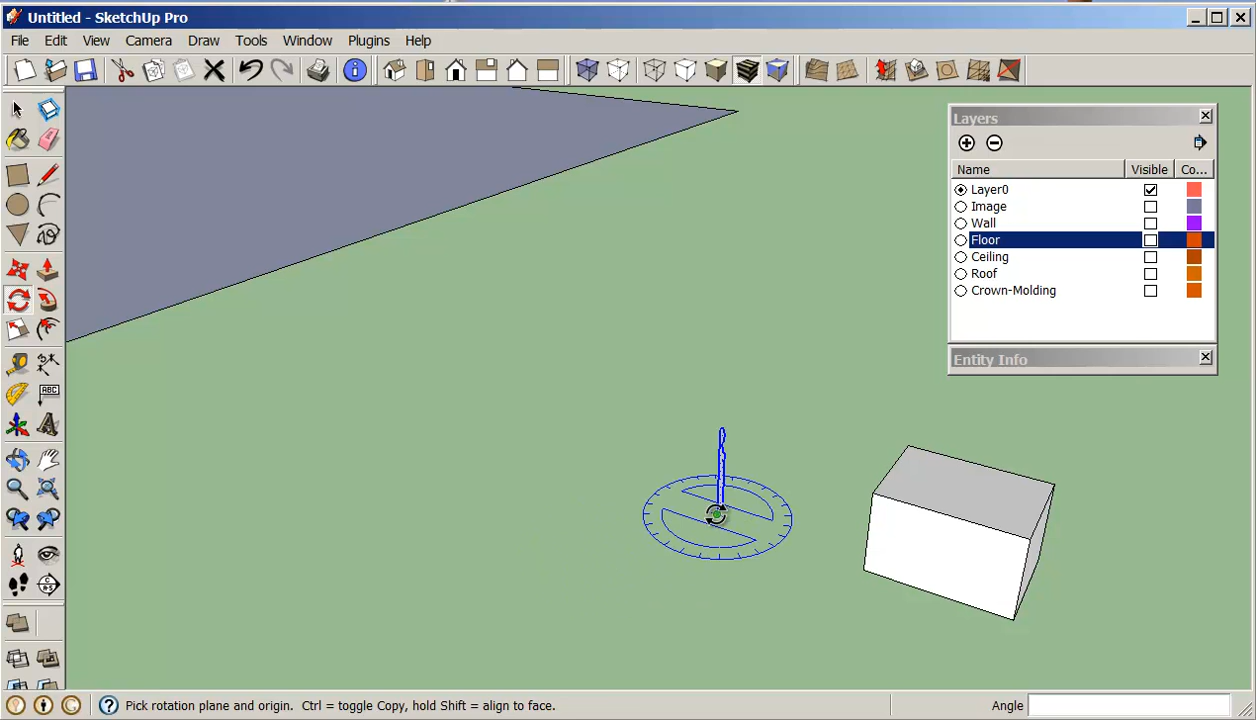 Untitled - SketchUp Pro
File Edit View Camera Draw Tools Window Plugins Help
Layers
Name Visible Co...
Layer0
Image
Wall
Floor
Ceiling
Roof
Crown-Molding
Entity Info
ABC
Pick rotation plane and origin. Ctrl = toggle Copy, hold Shift = align to face.
Angle